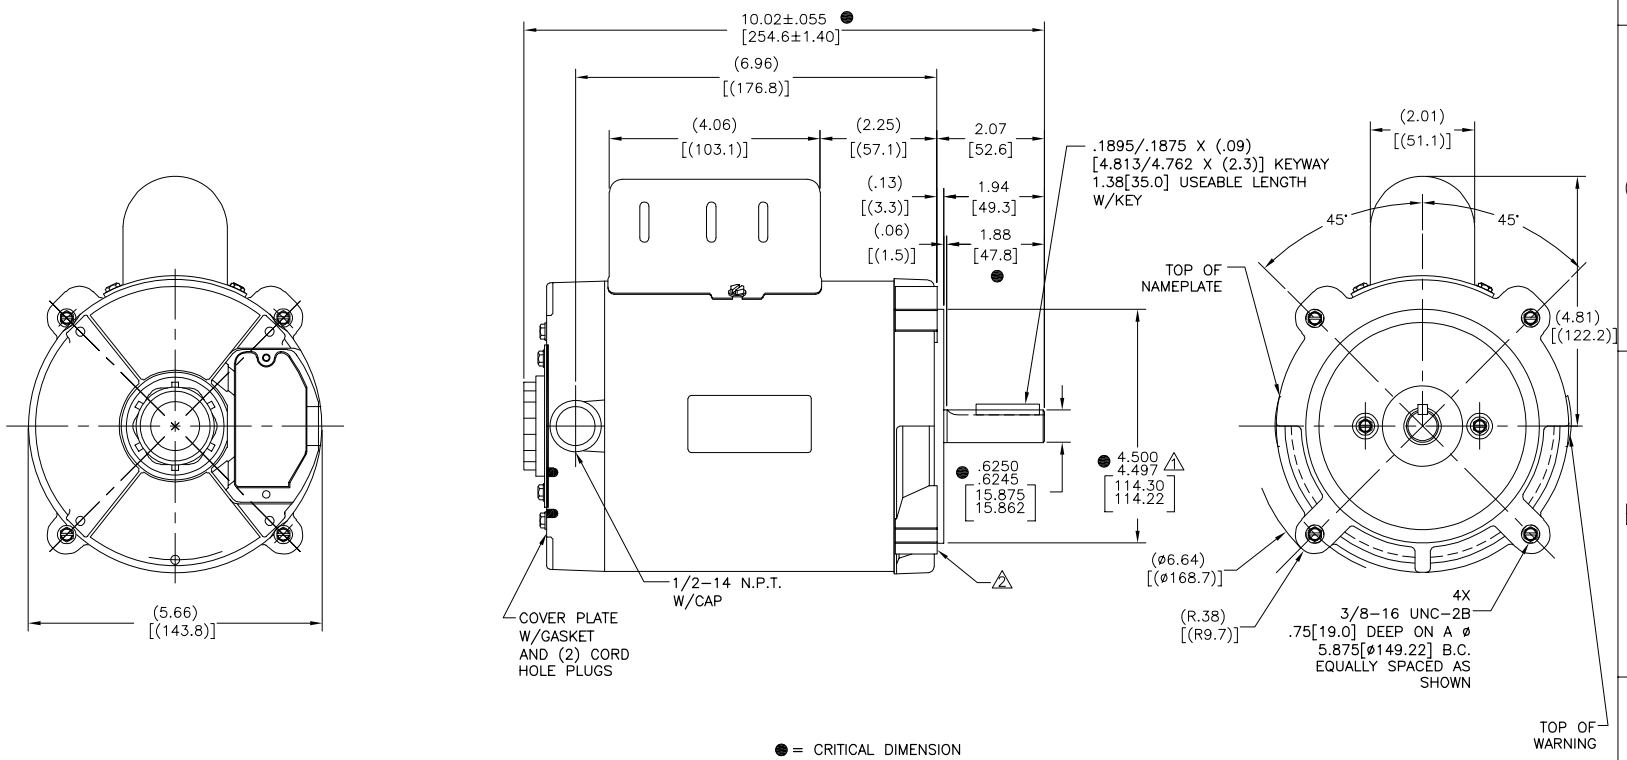 10.02±.055
[254.6±1.40]
(6.96)
[(176.8)]
(4.06)
[(103.1)]
(2.25)
[(57.1)]
2.07
[52.6]
.1895/.1875 X (.09)
[4.813/4.762 X (2.3)] KEYWAY
1.38[35.0] USEABLE LENGTH
W/KEY
(.13)
[(3.3)]
1.94
[49.3]
(.06)
[(1.5)]
1.88
[47.8]
(2.01)
[(51.1)]
45°
45°
TOP OF
NAMEPLATE
(4.81)
[(122.2)]
.6250
.6245
[15.875
15.862]
4.500
4.497
1
[114.30
114.22]
2
1/2-14 N.P.T.
W/CAP
COVER PLATE
W/GASKET
AND (2) CORD
HOLE PLUGS
(5.66)
[(143.8)]
(ø6.64)
[(ø168.7)]
(R.38)
[(R9.7)]
4X
3/8-16 UNC-2B
.75[19.0] DEEP ON A ø
5.875[ø149.22] B.C.
EQUALLY SPACED AS
SHOWN
TOP OF
WARNING
= CRITICAL DIMENSION